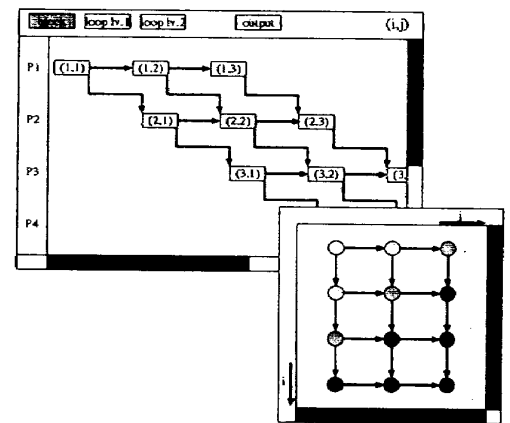 loop lv.1 loop lv.2 output (i,j)
P1 (1,1) (1,2) (1,3)
P2 (2,1) (2,2) (2,3)
P3 (3,1) (3,2) (3,
P4
i